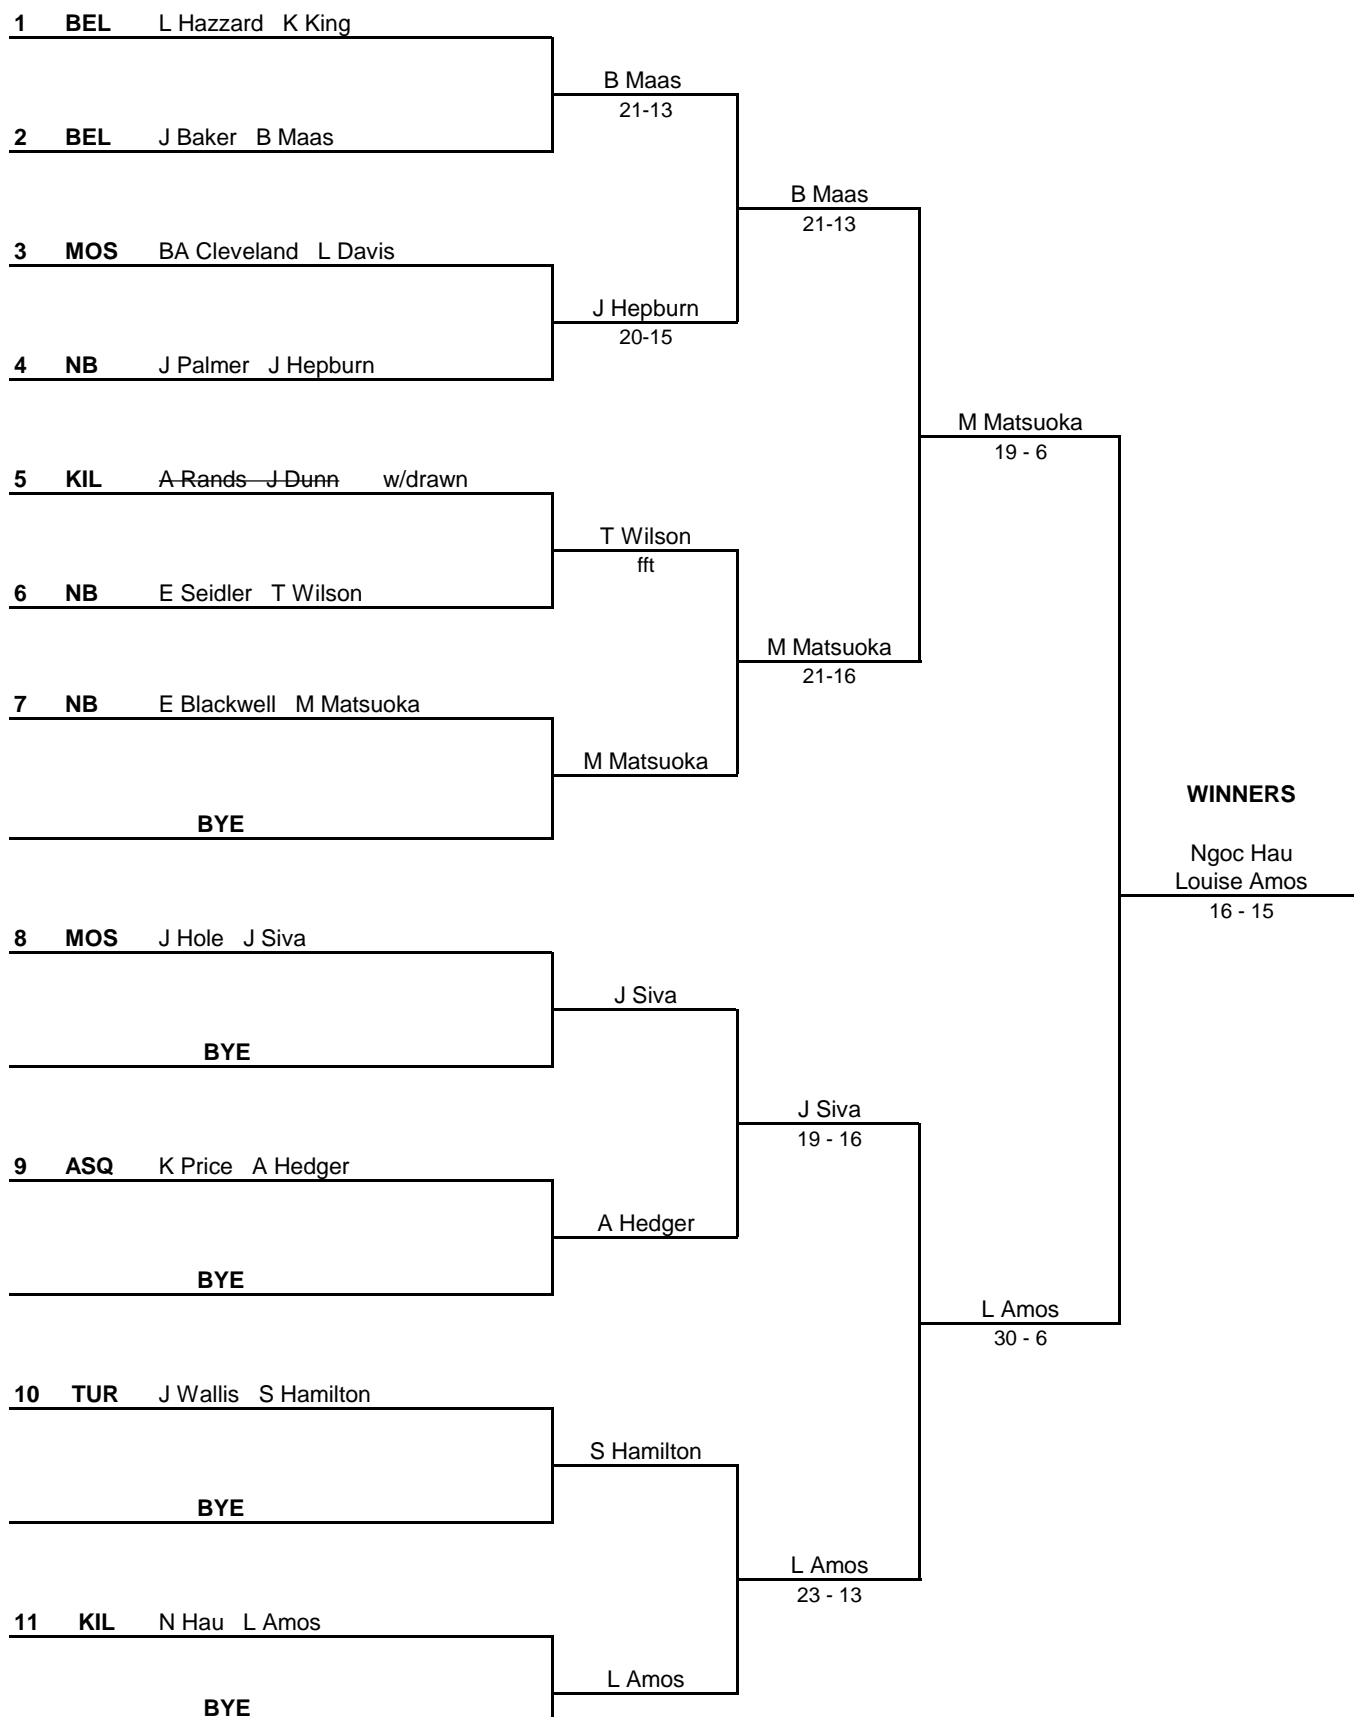 1 BEL L Hazzard K King
B Maas
21-13
2 BEL J Baker B Maas
B Maas
21-13
3 MOS BA Cleveland L Davis
J Hepburn
20-15
4 NB J Palmer J Hepburn
M Matsuoka
19 - 6
5 KIL A Rands J Dunn w/drawn
T Wilson
fft
6 NB E Seidler T Wilson
M Matsuoka
21-16
7 NB E Blackwell M Matsuoka
M Matsuoka
WINNERS
BYE
Ngoc Hau
Louise Amos
16 - 15
8 MOS J Hole J Siva
J Siva
BYE
J Siva
19 - 16
9 ASQ K Price A Hedger
A Hedger
BYE
L Amos
30 - 6
10 TUR J Wallis S Hamilton
S Hamilton
BYE
L Amos
23 - 13
11 KIL N Hau L Amos
L Amos
BYE